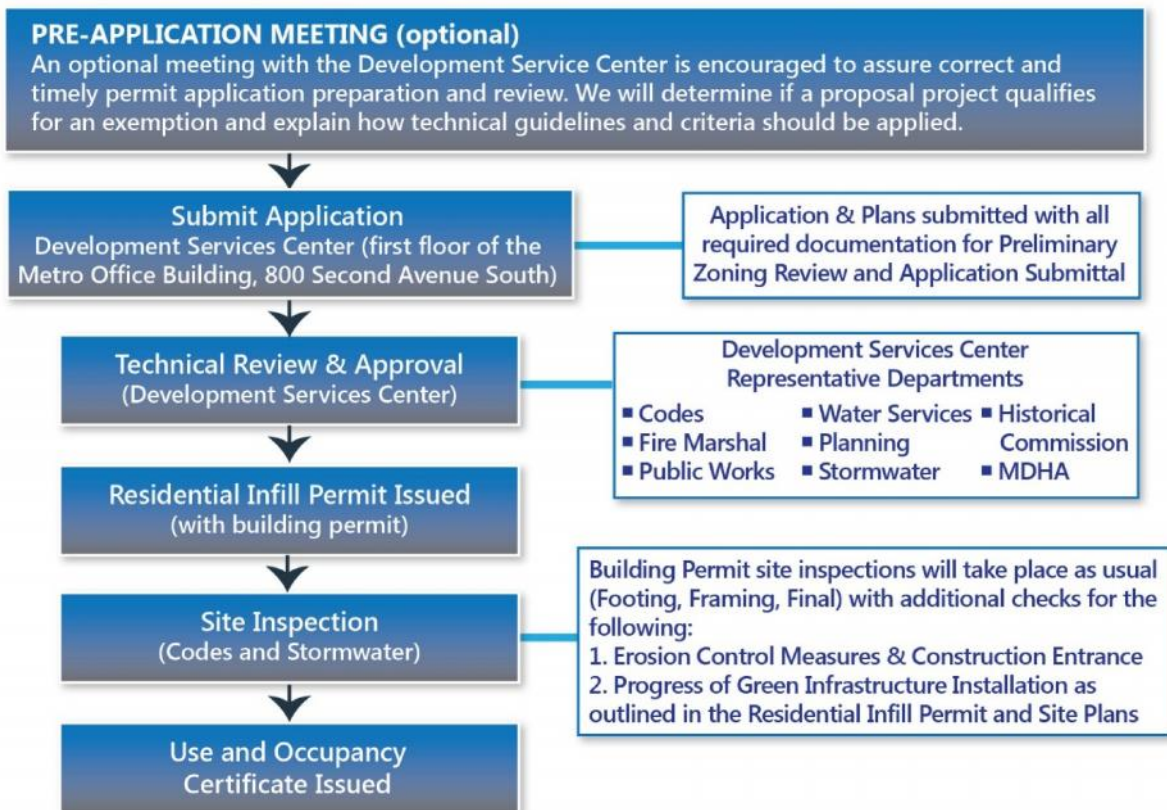 PRE-APPLICATION MEETING (optional)
An optional meeting with the Development Service Center is encouraged to assure correct and
timely permit application preparation and review. We will determine if a proposal project qualifies
for an exemption and explain how technical guidelines and criteria should be applied.
Submit Application
Development Services Center (first floor of the
Metro Office Building, 800 Second Avenue South)
Application & Plans submitted with all
required documentation for Preliminary
Zoning Review and Application Submittal
Technical Review & Approval
(Development Services Center)
Development Services Center
Representative Departments
▪ Codes ▪ Water Services ▪ Historical
▪ Fire Marshal ▪ Planning Commission
▪ Public Works ▪ Stormwater ▪ MDHA
Residential Infill Permit Issued
(with building permit)
Site Inspection
(Codes and Stormwater)
Building Permit site inspections will take place as usual
(Footing, Framing, Final) with additional checks for the
following:
1. Erosion Control Measures & Construction Entrance
2. Progress of Green Infrastructure Installation as
outlined in the Residential Infill Permit and Site Plans
Use and Occupancy
Certificate Issued